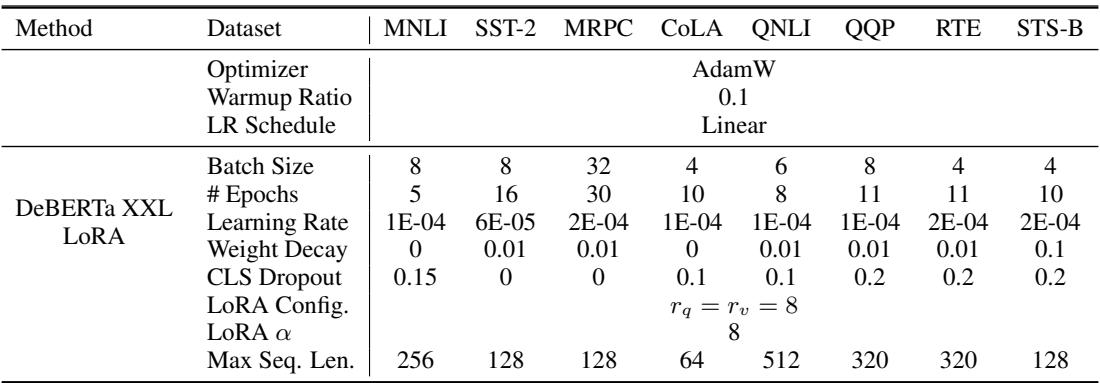 Method Dataset MNLI SST-2 MRPC CoLA QNLI QQP RTE STS-B
Optimizer AdamW
Warmup Ratio 0.1
LR Schedule Linear
Batch Size 8 8 32 4 6 8 4 4
# Epochs 5 16 30 10 8 11 11 10
DeBERTa XXL
LoRA
Learning Rate 1E-04 6E-05 2E-04 1E-04 1E-04 1E-04 2E-04 2E-04
Weight Decay 0 0.01 0.01 0 0.01 0.01 0.01 0.1
CLS Dropout 0.15 0 0 0.1 0.1 0.2 0.2 0.2
LoRA Config. r_q = r_v = 8
LoRA α 8
Max Seq. Len. 256 128 128 64 512 320 320 128